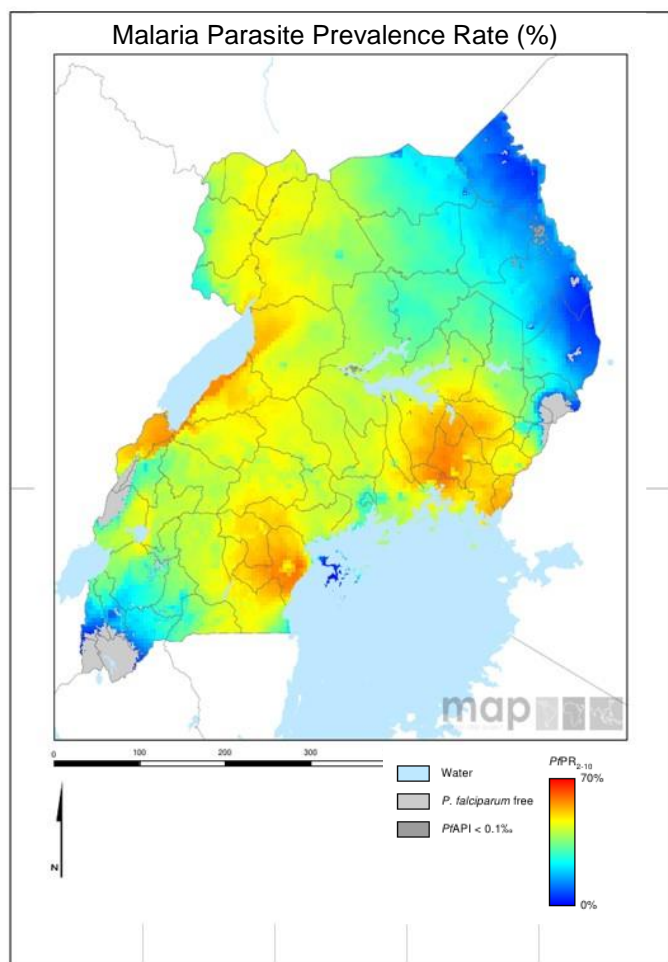 Malaria Parasite Prevalence Rate (%)
map
0 100 200 300
Water
P. falciparum free
PfAPI < 0.1‰
PfPR2-10
70%
0%
N